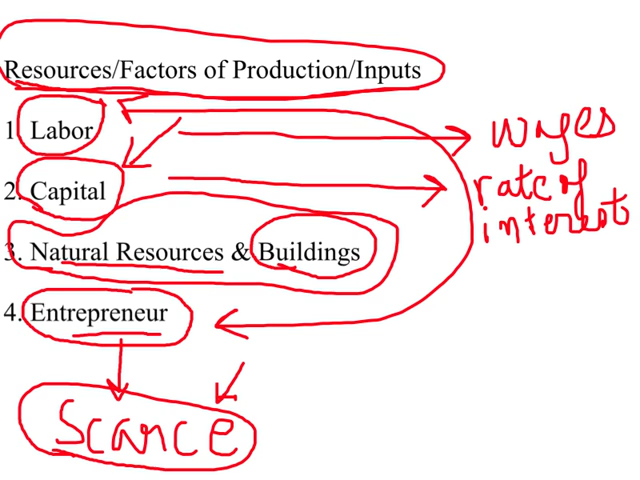 Resources/Factors of Production/Inputs
1. Labor
wages
2. Capital
rate of
interest
3. Natural Resources & Buildings
4. Entrepreneur
Scarce